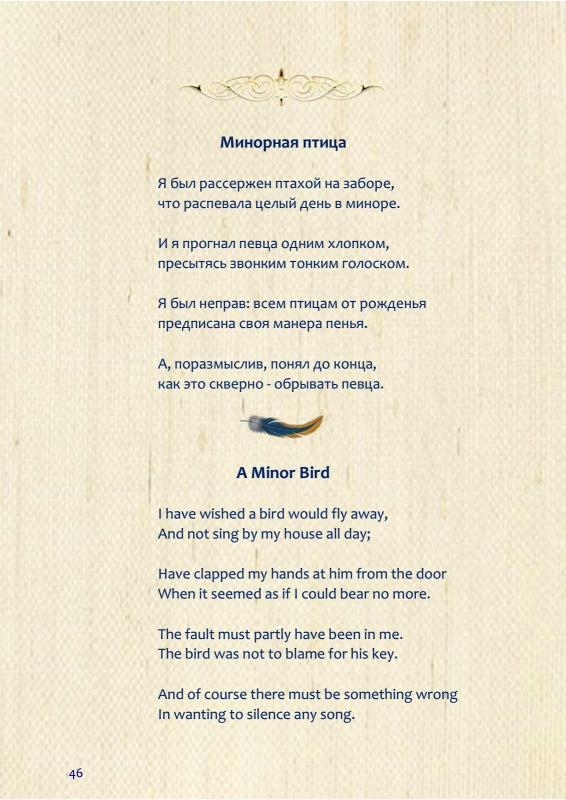 Минорная птица
Я был рассержен птахой на заборе,
что распевала целый день в миноре.
И я прогнал певца одним хлопком,
пресытясь звонким тонким голоском.
Я был неправ: всем птицам от рожденья
предписана своя манера пенья.
А, поразмыслив, понял до конца,
как это скверно - обрывать певца.
A Minor Bird
I have wished a bird would fly away,
And not sing by my house all day;
Have clapped my hands at him from the door
When it seemed as if I could bear no more.
The fault must partly have been in me.
The bird was not to blame for his key.
And of course there must be something wrong
In wanting to silence any song.
46